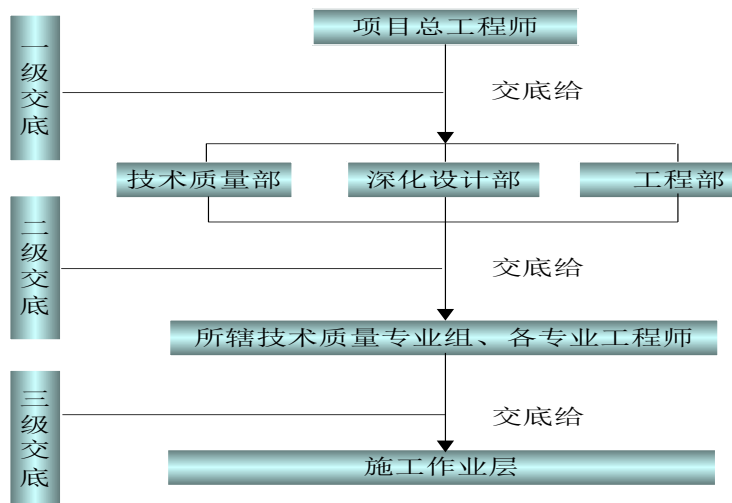 项目总工程师
一级交底
交底给
技术质量部
深化设计部
工程部
二级交底
交底给
所辖技术质量专业组、各专业工程师
三级交底
交底给
施工作业层